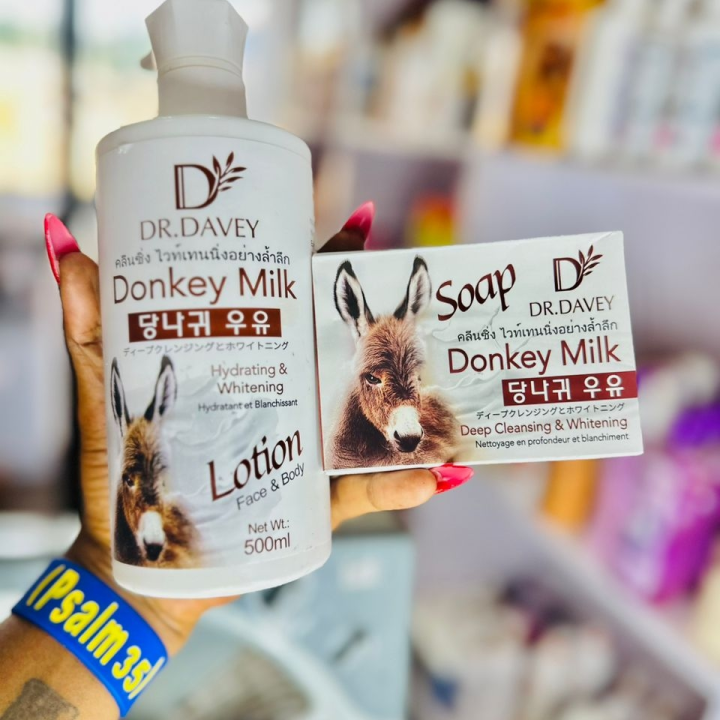 D
DR.DAVEY
คลีนซิ่ง ไวท์เทนนิ่งอย่างล้ำลึก
Donkey Milk
당나귀 우유
ディープクレンジングとホワイトニング
Hydrating &
Whitening
Hydratant et Blanchissant
Lotion
Face & Body
Net Wt.:
500ml
Soap
D
DR.DAVEY
คลีนซิ่ง ไวท์เทนนิ่งอย่างล้ำลึก
Donkey Milk
당나귀 우유
ディープクレンジングとホワイトニング
Deep Cleansing & Whitening
Nettoyage en profondeur et blanchiment
(Psalm 35)